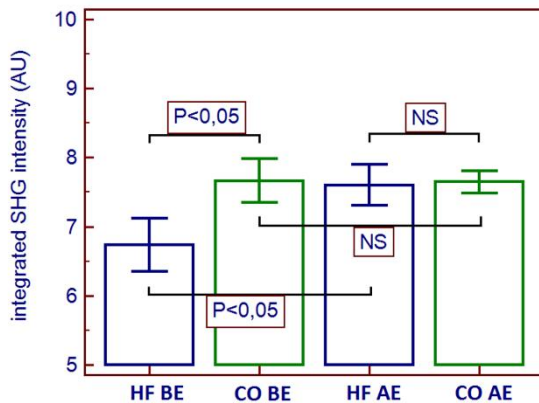 integrated SHG intensity (AU)
10
9
8
7
6
5
P<0,05
NS
NS
P<0,05
HF BE
CO BE
HF AE
CO AE